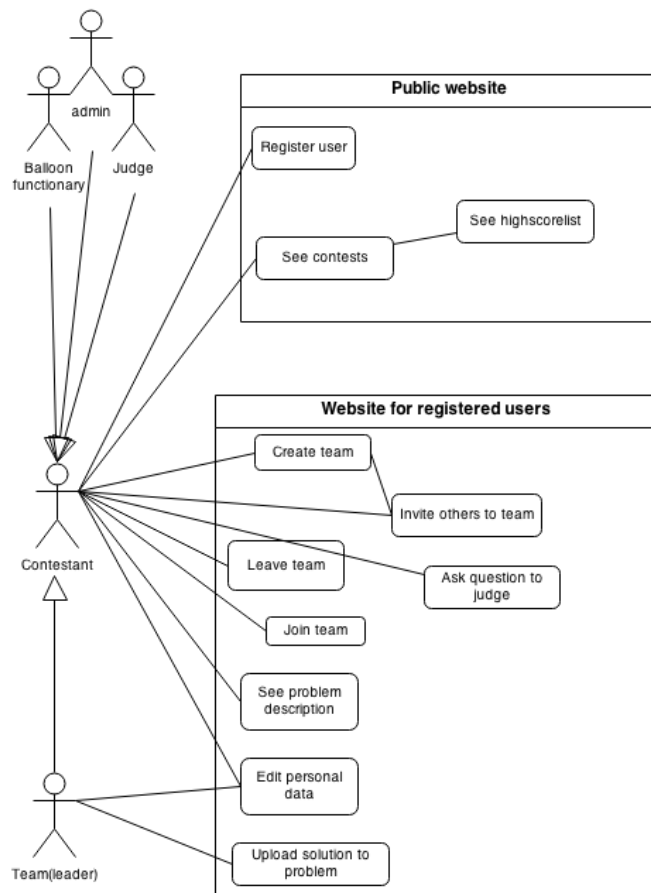 admin
Balloon
functionary
Judge
Public website
Register user
See highscorelist
See contests
Website for registered users
Create team
Invite others to team
Contestant
Leave team
Ask question to
judge
Join team
See problem
description
Edit personal
data
Team(leader)
Upload solution to
problem